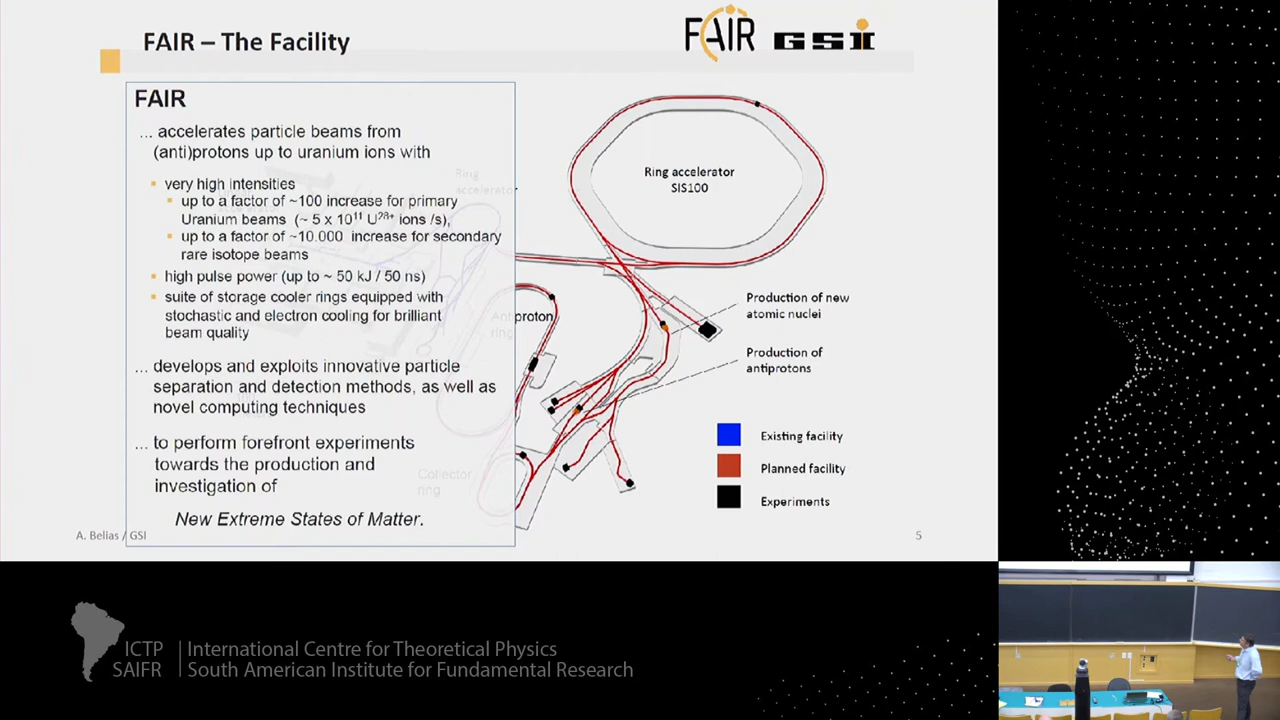 FAIR – The Facility
FAIR GSI
FAIR
... accelerates particle beams from
(anti)protons up to uranium ions with
very high intensities
up to a factor of ~100 increase for primary
Uranium beams (~ 5 x 10¹¹ U²⁸⁺ ions /s),
up to a factor of ~10.000 increase for secondary
rare isotope beams
high pulse power (up to ~ 50 kJ / 50 ns)
suite of storage cooler rings equipped with
stochastic and electron cooling for brilliant
beam quality
... develops and exploits innovative particle
separation and detection methods, as well as
novel computing techniques
... to perform forefront experiments
towards the production and
investigation of
New Extreme States of Matter.
Ring
accelerator
Antiproton
ring
Collector
ring
Ring accelerator
SIS100
Production of new
atomic nuclei
Production of
antiprotons
Existing facility
Planned facility
Experiments
A. Belias / GSI
5
ICTP
SAIFR
International Centre for Theoretical Physics
South American Institute for Fundamental Research